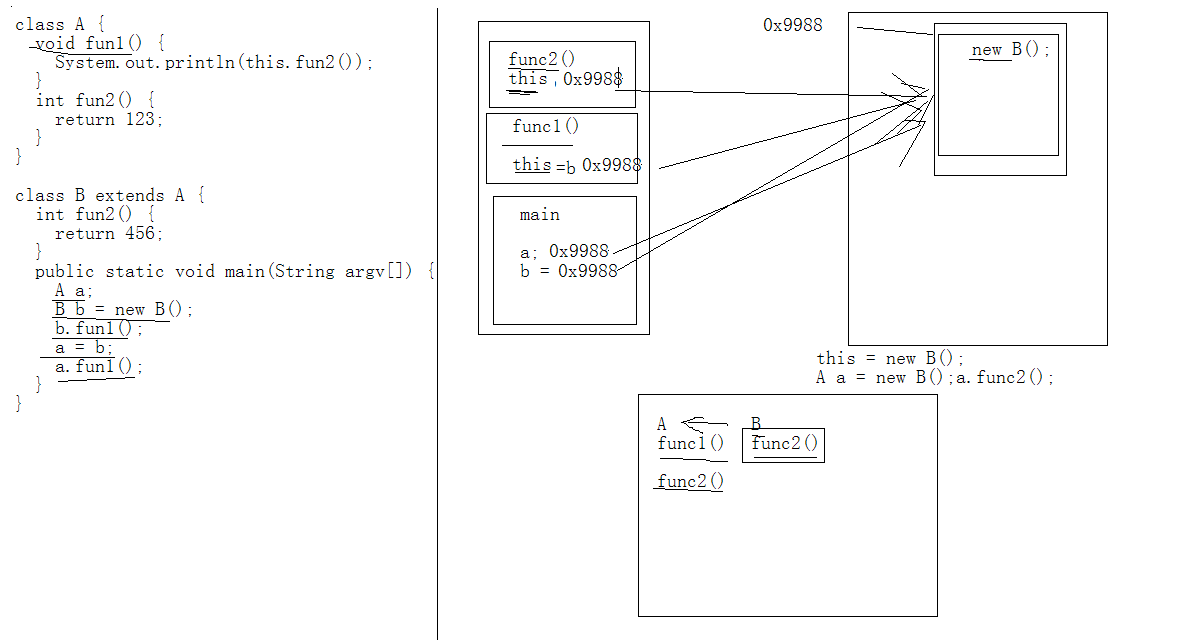 class A {
void fun1() {
System.out.println(this.fun2());
}
int fun2() {
return 123;
}
}
class B extends A {
int fun2() {
return 456;
}
public static void main(String argv[]) {
A a;
B b = new B();
b.fun1();
a = b;
a.fun1();
}
}
func2()
this , 0x9988
func1()
this =b 0x9988
main
a; 0x9988
b = 0x9988
0x9988
new B();
this = new B();
A a = new B();a.func2();
A
B
func1()
func2()
func2()